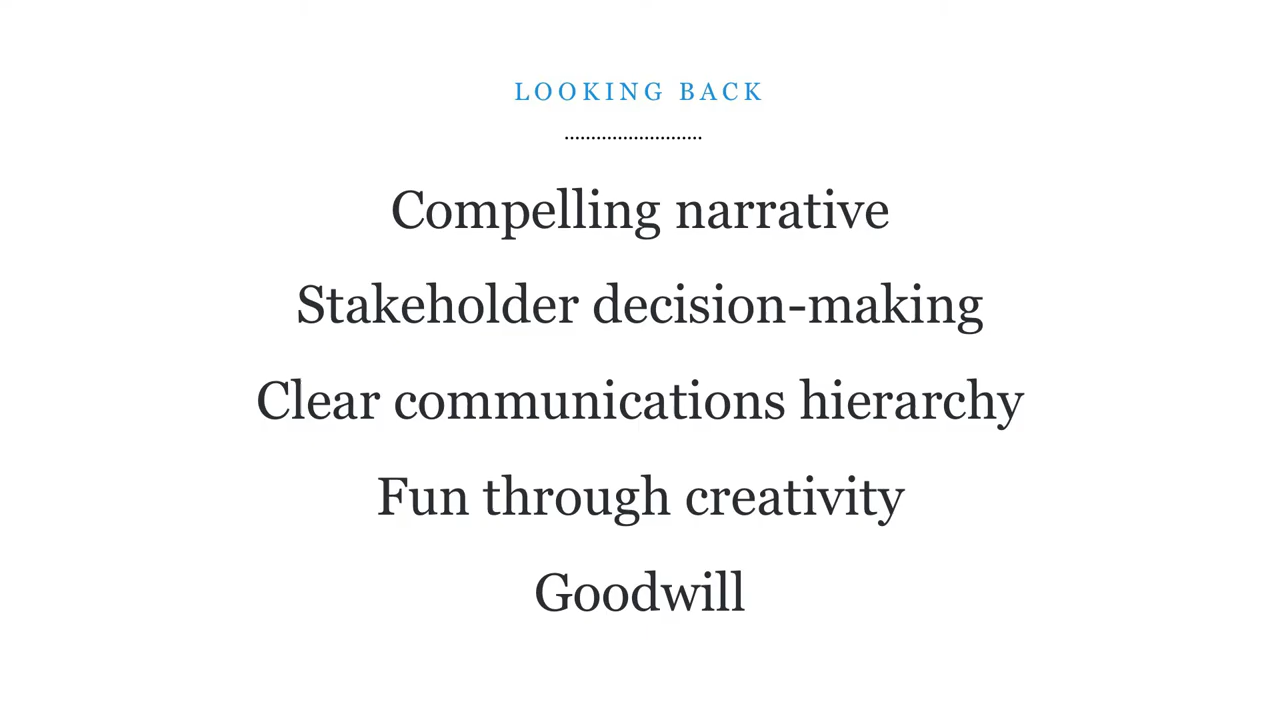 LOOKING BACK
Compelling narrative
Stakeholder decision-making
Clear communications hierarchy
Fun through creativity
Goodwill